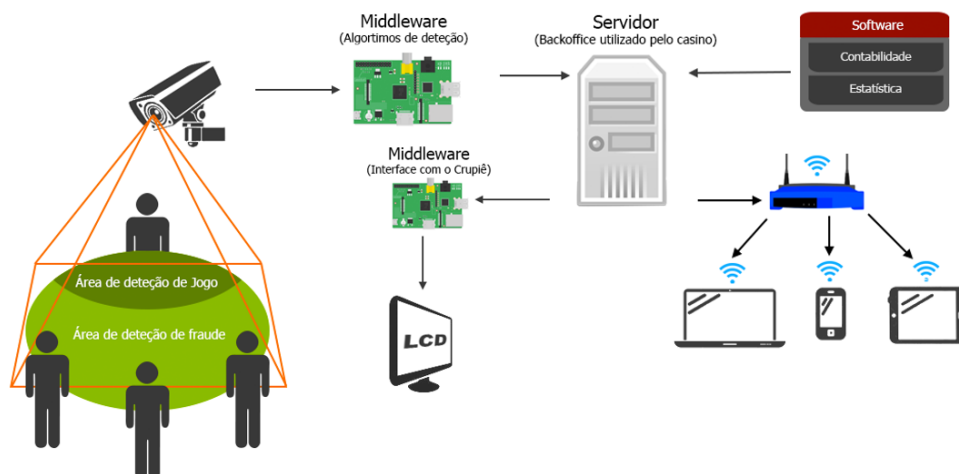 Middleware
(Algortimos de deteção)
Servidor
(Backoffice utilizado pelo casino)
Software
Contabilidade
Estatística
Middleware
(Interface com o Crupiê)
Área de deteção de Jogo
Área de deteção de fraude
LCD